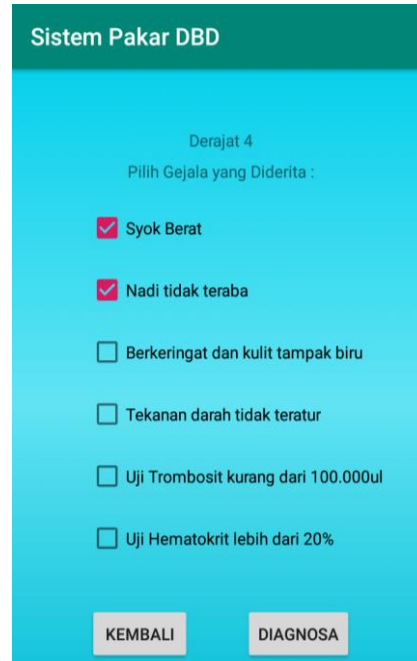 Sistem Pakar DBD
Derajat 4
Pilih Gejala yang Diderita :
Syok Berat
Nadi tidak teraba
Berkeringat dan kulit tampak biru
Tekanan darah tidak teratur
Uji Trombosit kurang dari 100.000ul
Uji Hematokrit lebih dari 20%
KEMBALI
DIAGNOSA